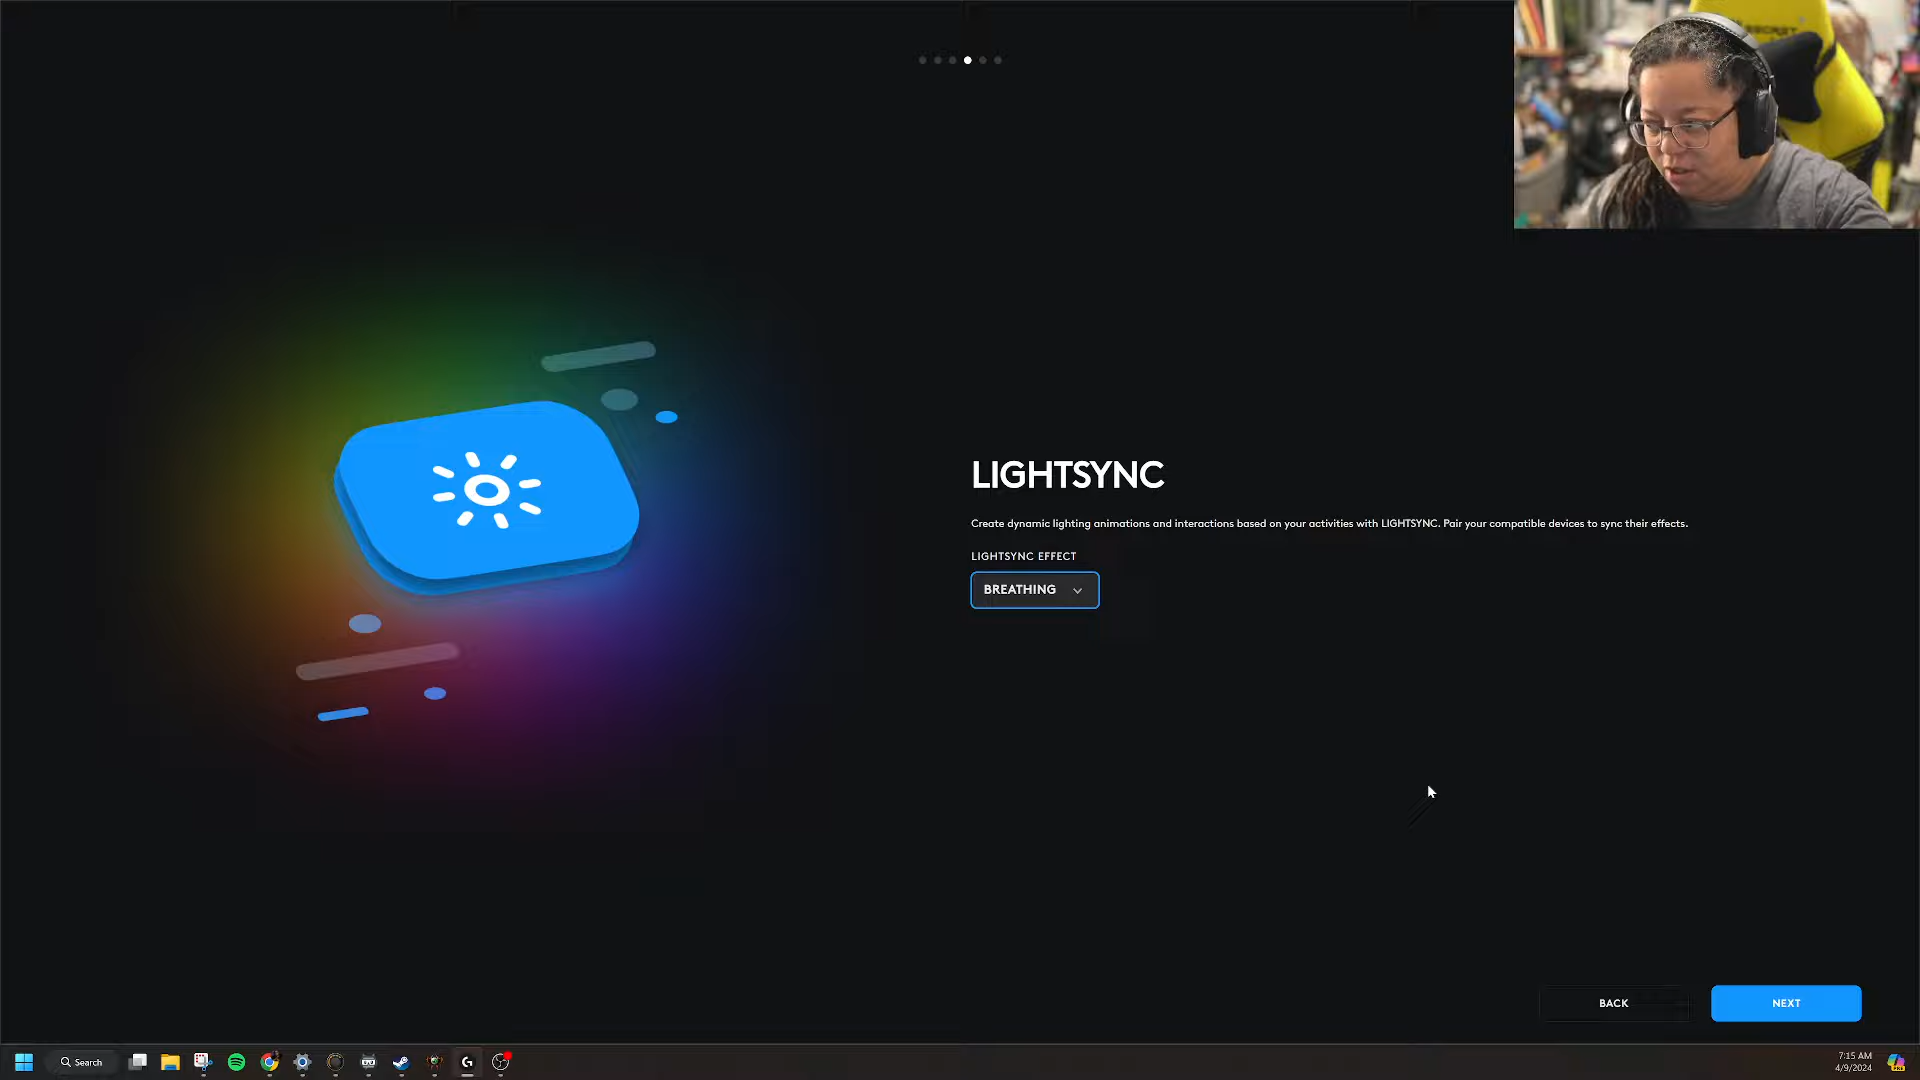 LIGHTSYNC
Create dynamic lighting animations and interactions based on your activities with LIGHTSYNC. Pair your compatible devices to sync their effects.
LIGHTSYNC EFFECT
BREATHING
BACK
NEXT
Search
7:15 AM
4/9/2024